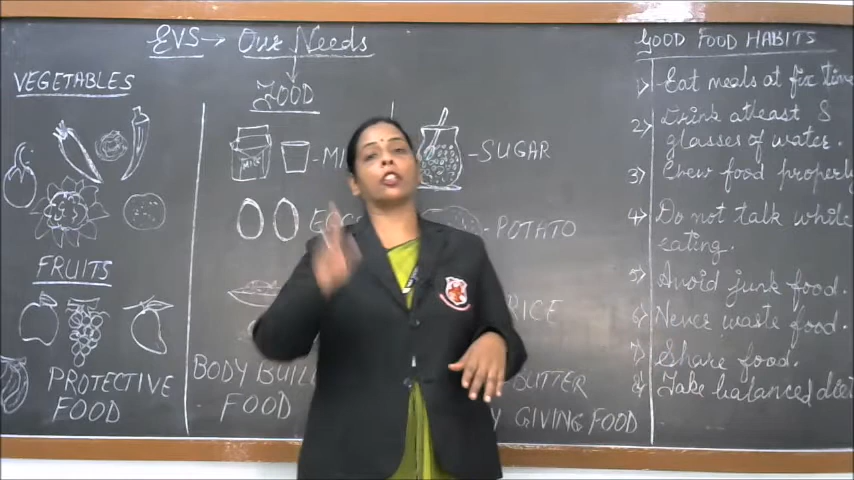 EVS → Our Needs
FOOD
VEGETABLES
FRUITS
PROTECTIVE
FOOD
SUGAR
POTATO
RICE
BUTTER
BODY
FOOD
GIVING FOOD
GOOD FOOD HABITS
1→ Eat meals at fix time
2→ Drink atleast 8
glasses of water.
3→ Chew food properly
4→ Do not talk while
eating.
5→ Avoid junk food.
6→ Never waste food.
7→ Share food.
8→ Take balanced diet